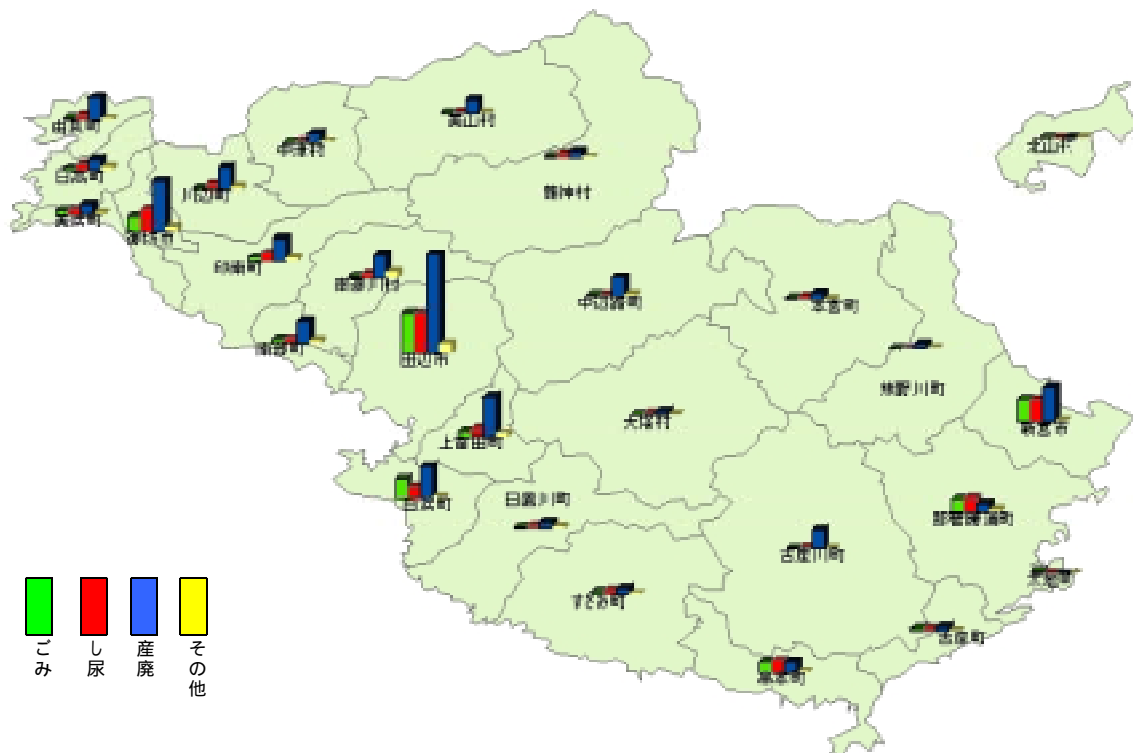 由良町
美山村
中津村
北山村
日高町
川辺町
龍神村
美浜町
御坊市
印南町
南部川村
中辺路町
本宮町
南部町
田辺市
熊野川町
大塔村
新宮市
上富田町
白浜町
日置川町
那智勝浦町
古座川町
太地町
すさみ町
古座町
串本町
ごみ
し尿
産廃
その他